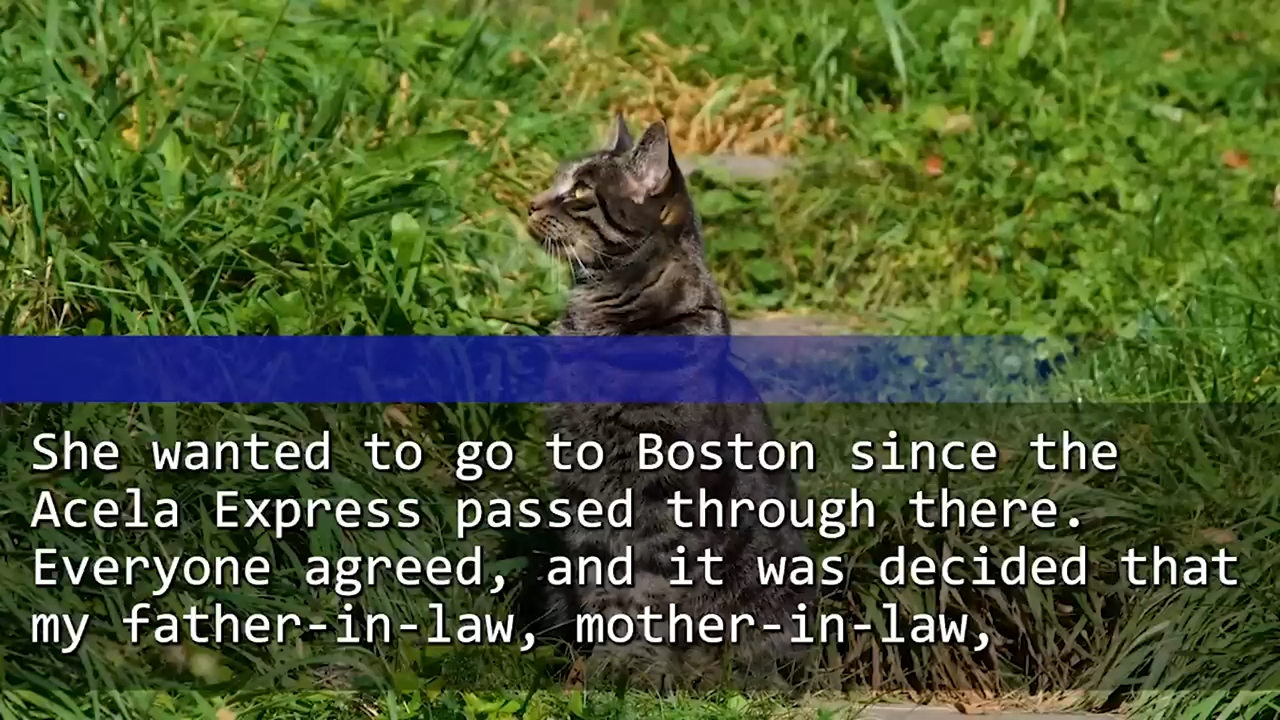 She wanted to go to Boston since the
Acela Express passed through there.
Everyone agreed, and it was decided that
my father-in-law, mother-in-law,